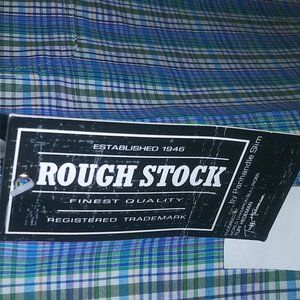 ESTABLISHED 1946
ROUGH STOCK
FINEST QUALITY
REGISTERED TRADEMARK
by Panhandle Slim